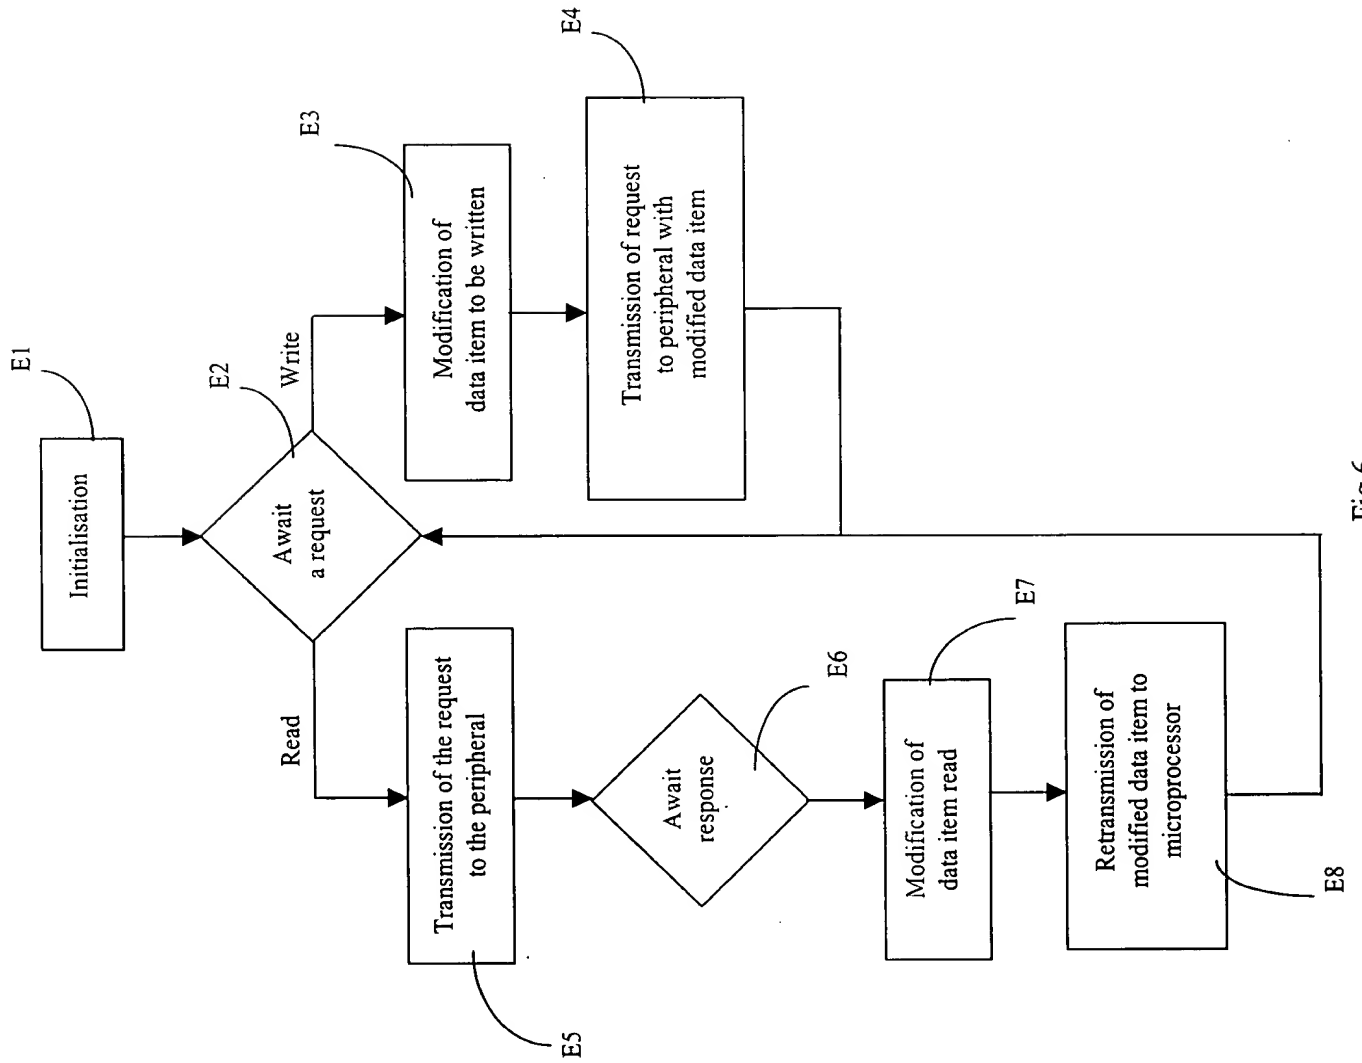 E1
Initialisation
E2
Await
a request
Write
E3
Modification of
data item to be written
E4
Transmission of request
to peripheral with
modified data item
Read
E5
Transmission of the request
to the peripheral
E6
Await
response
E7
Modification of
data item read
E8
Retransmission of
modified data item to
microprocessor
Fig 6